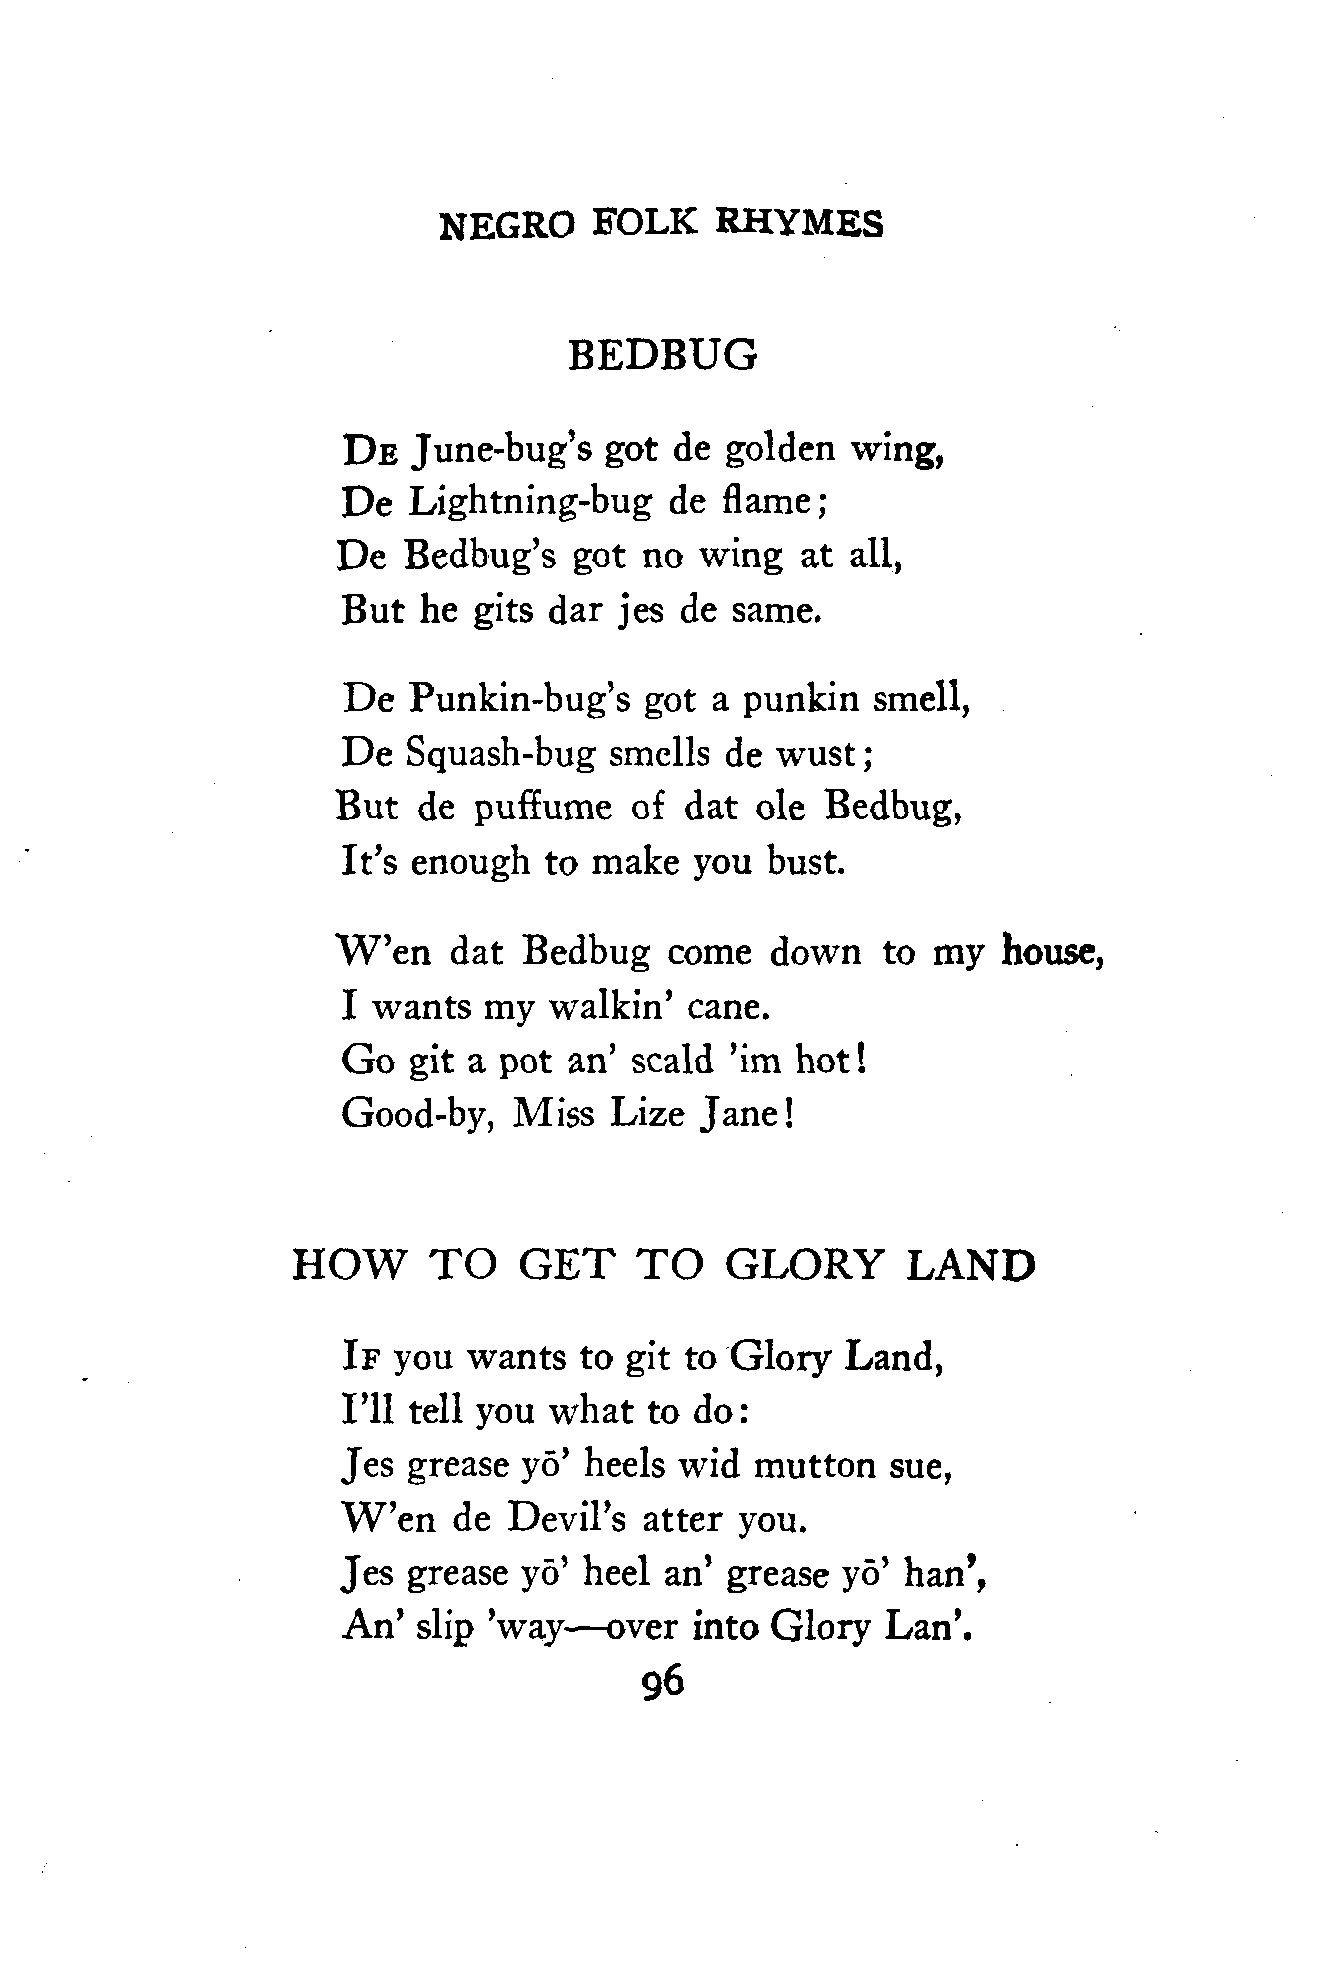 NEGRO FOLK RHYMES
BEDBUG
DE June-bug's got de golden wing,
De Lightning-bug de flame;
De Bedbug's got no wing at all,
But he gits dar jes de same.
De Punkin-bug's got a punkin smell,
De Squash-bug smells de wust;
But de puffume of dat ole Bedbug,
It's enough to make you bust.
W'en dat Bedbug come down to my house,
I wants my walkin' cane.
Go git a pot an' scald 'im hot!
Good-by, Miss Lize Jane!
HOW TO GET TO GLORY LAND
IF you wants to git to Glory Land,
I'll tell you what to do:
Jes grease yō' heels wid mutton sue,
W'en de Devil's atter you.
Jes grease yō' heel an' grease yō' han',
An' slip 'way—over into Glory Lan'.
96